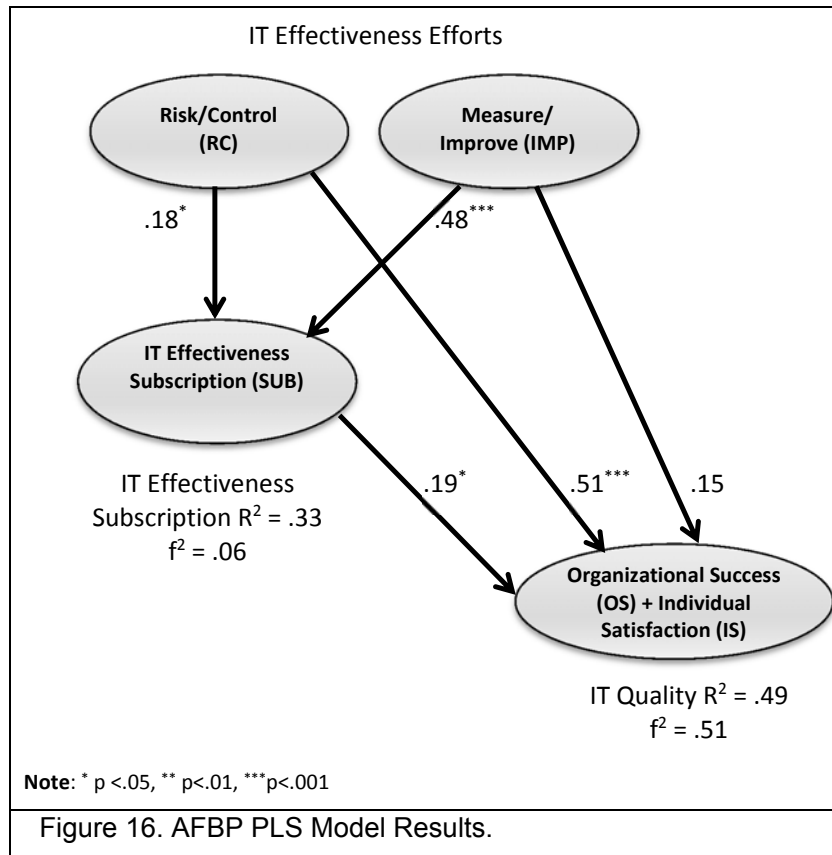 IT Effectiveness Efforts
Risk/Control
(RC)
Measure/
Improve (IMP)
.18*
.48***
IT Effectiveness
Subscription (SUB)
IT Effectiveness
Subscription R² = .33
f² = .06
.19*
.51***
.15
Organizational Success
(OS) + Individual
Satisfaction (IS)
IT Quality R² = .49
f² = .51
Note: * p <.05, ** p<.01, ***p<.001
Figure 16. AFBP PLS Model Results.